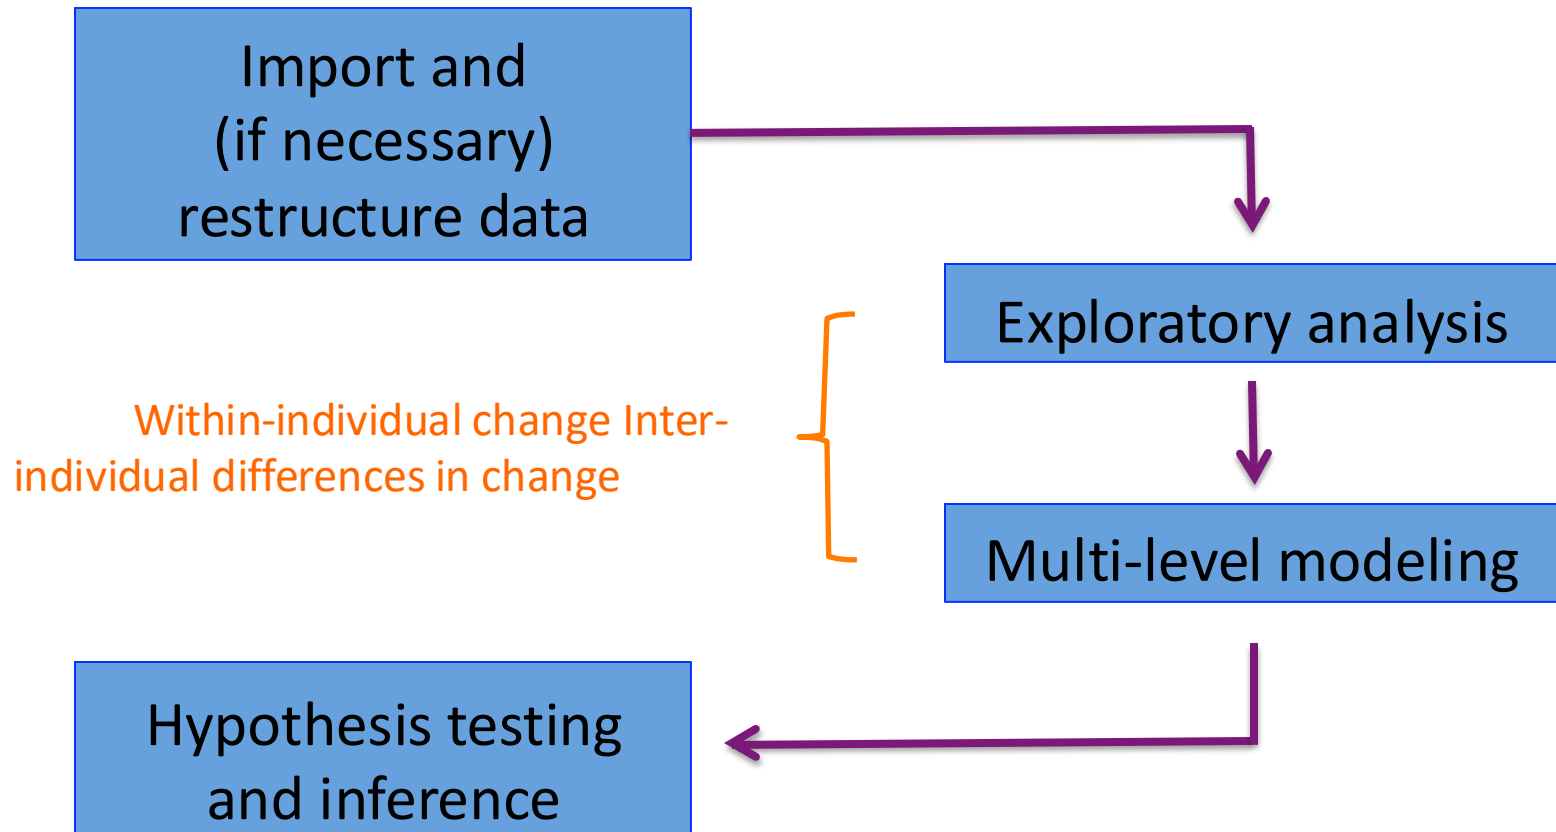 Import and
(if necessary)
restructure data
Exploratory analysis
Within-individual change Inter-
individual differences in change
Multi-level modeling
Hypothesis testing
and inference